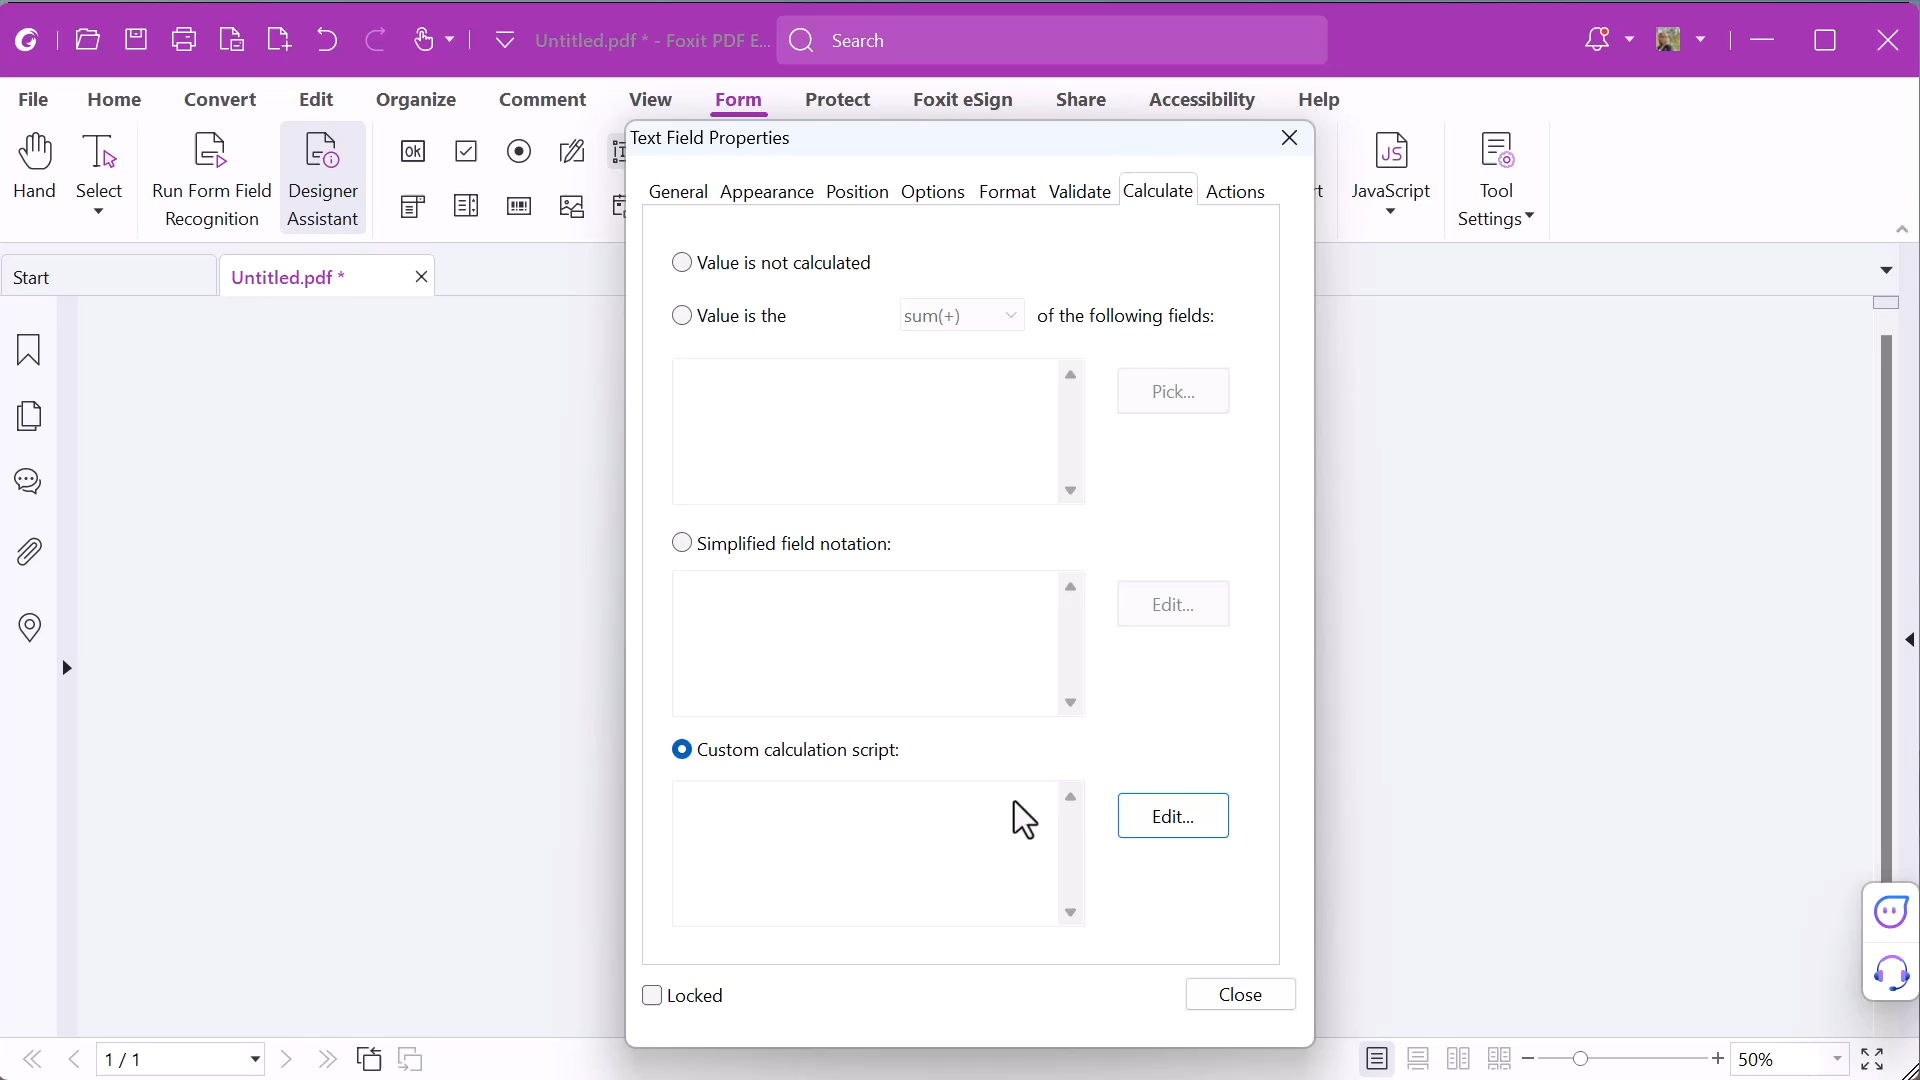 Untitled.pdf * - Foxit PDF E...
Search
File Home Convert Edit Organize Comment View Form Protect Foxit eSign Share Accessibility Help
Hand
Select
Run Form Field
Recognition
Designer
Assistant
OK
JS
JavaScript
Tool
Settings
Start
Untitled.pdf *
Text Field Properties
General Appearance Position Options Format Validate Calculate Actions
Value is not calculated
Value is the sum(+) of the following fields:
Pick...
Simplified field notation:
Edit...
Custom calculation script:
Edit...
Locked
Close
1 / 1
50%